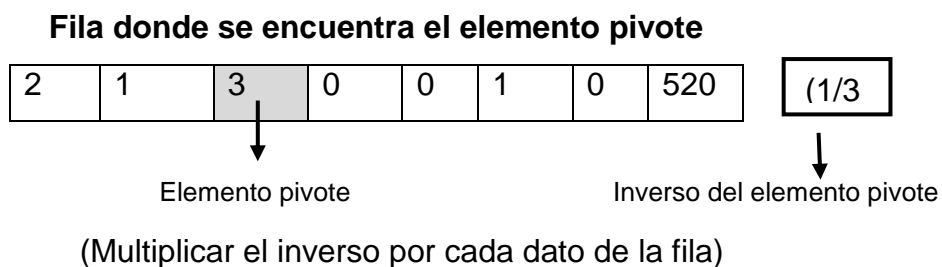 Fila donde se encuentra el elemento pivote
2 1 3 0 0 1 0 520 (1/3
Elemento pivote Inverso del elemento pivote
(Multiplicar el inverso por cada dato de la fila)